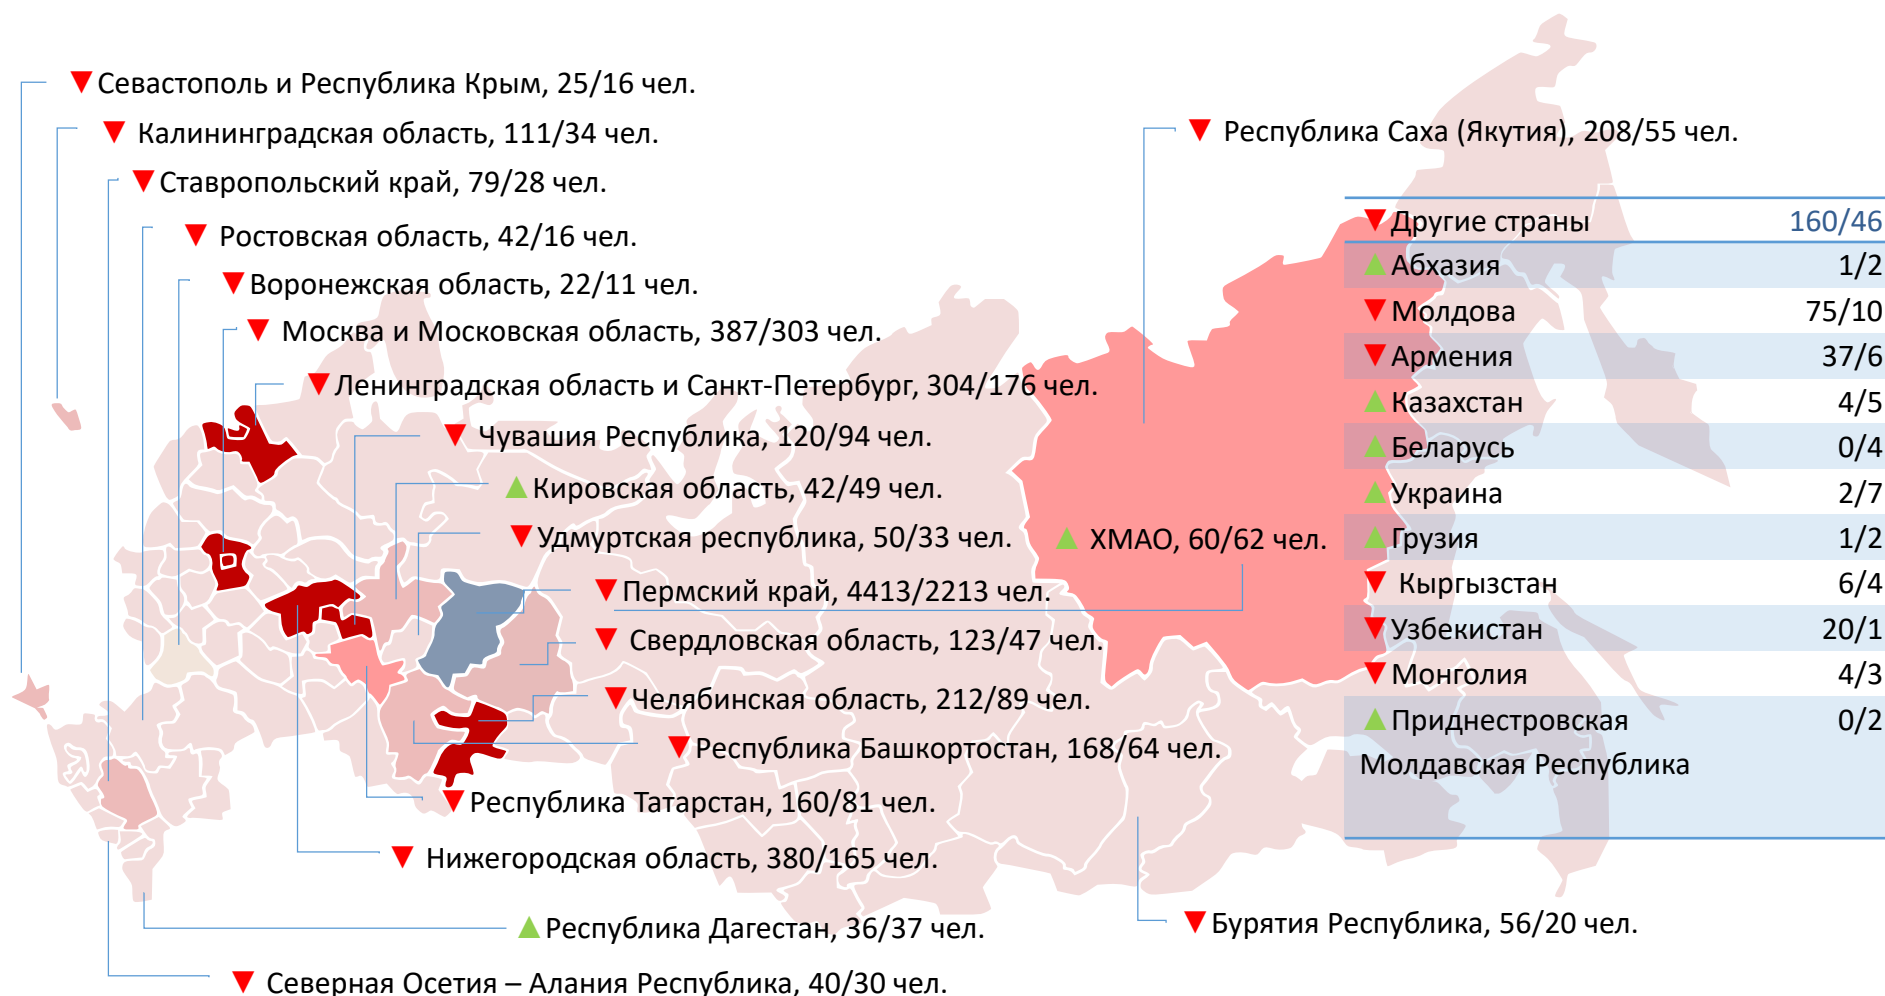 Севастополь и Республика Крым, 25/16 чел.
Калининградская область, 111/34 чел.
Ставропольский край, 79/28 чел.
Ростовская область, 42/16 чел.
Воронежская область, 22/11 чел.
Москва и Московская область, 387/303 чел.
Ленинградская область и Санкт-Петербург, 304/176 чел.
Чувашия Республика, 120/94 чел.
Кировская область, 42/49 чел.
Удмуртская республика, 50/33 чел.
Пермский край, 4413/2213 чел.
Свердловская область, 123/47 чел.
Челябинская область, 212/89 чел.
Республика Башкортостан, 168/64 чел.
Республика Татарстан, 160/81 чел.
Нижегородская область, 380/165 чел.
Республика Дагестан, 36/37 чел.
Северная Осетия – Алания Республика, 40/30 чел.
Республика Саха (Якутия), 208/55 чел.
ХМАО, 60/62 чел.
Бурятия Республика, 56/20 чел.
Другие страны 160/46
Абхазия 1/2
Молдова 75/10
Армения 37/6
Казахстан 4/5
Беларусь 0/4
Украина 2/7
Грузия 1/2
Кыргызстан 6/4
Узбекистан 20/1
Монголия 4/3
Приднестровская 0/2
Молдавская Республика